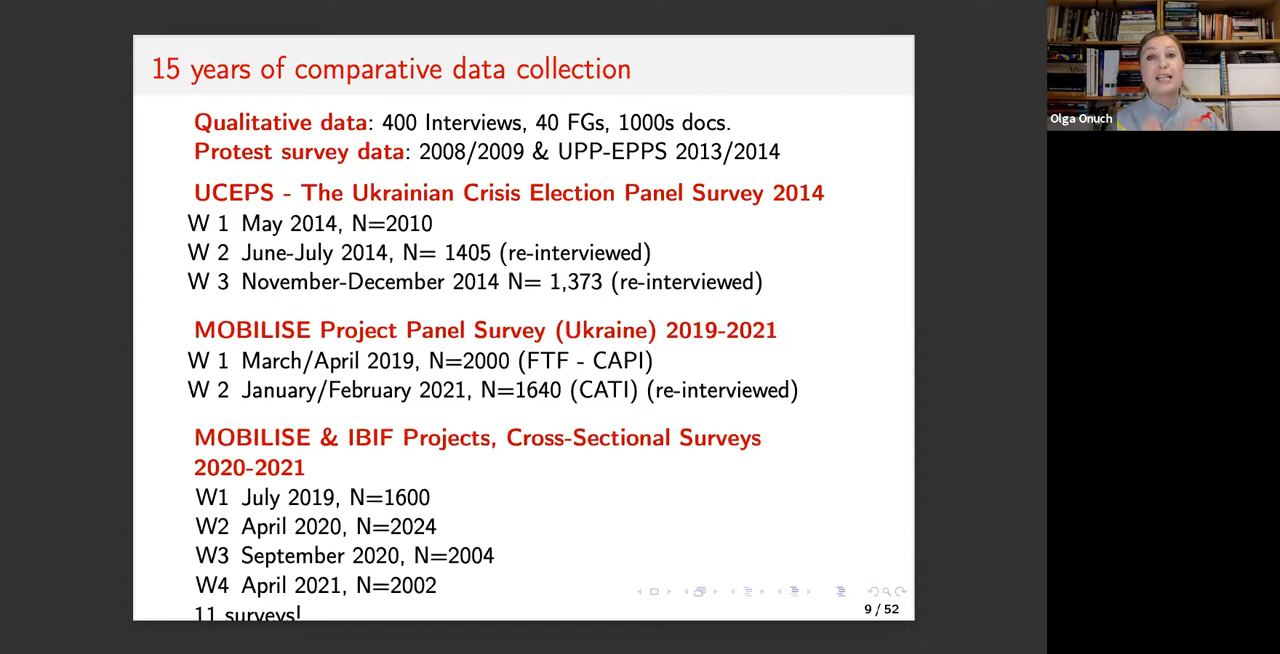 15 years of comparative data collection
Qualitative data: 400 Interviews, 40 FGs, 1000s docs.
Protest survey data: 2008/2009 & UPP-EPPS 2013/2014
UCEPS - The Ukrainian Crisis Election Panel Survey 2014
W 1 May 2014, N=2010
W 2 June-July 2014, N= 1405 (re-interviewed)
W 3 November-December 2014 N= 1,373 (re-interviewed)
MOBILISE Project Panel Survey (Ukraine) 2019-2021
W 1 March/April 2019, N=2000 (FTF - CAPI)
W 2 January/February 2021, N=1640 (CATI) (re-interviewed)
MOBILISE & IBIF Projects, Cross-Sectional Surveys
2020-2021
W1 July 2019, N=1600
W2 April 2020, N=2024
W3 September 2020, N=2004
W4 April 2021, N=2002
11 surveys!
9 / 52
Olga Onuch